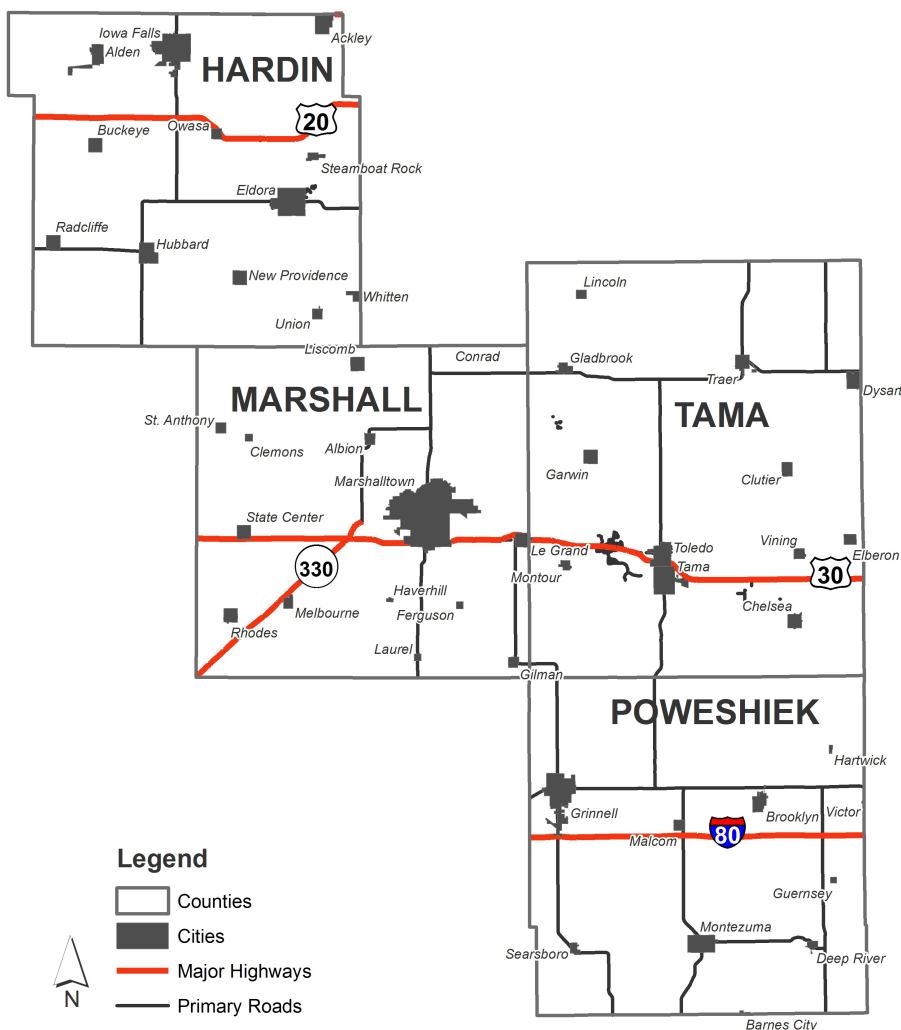 Iowa Falls
Alden
Ackley
HARDIN
20
Buckeye
Owasa
Steamboat Rock
Eldora
Radcliffe
Hubbard
New Providence
Whitten
Union
Lincoln
Liscomb
Conrad
Gladbrook
Traer
Dysart
MARSHALL
TAMA
St. Anthony
Clemons
Albion
Garwin
Clutier
Marshalltown
State Center
Le Grand
Toledo
Vining
Elberon
330
Montour
Tama
30
Haverhill
Melbourne
Ferguson
Chelsea
Rhodes
Laurel
Gilman
POWESHIEK
Hartwick
Grinnell
Brooklyn
Victor
Malcom
80
Guernsey
Montezuma
Searsboro
Deep River
Barnes City
Legend
Counties
Cities
Major Highways
Primary Roads
N